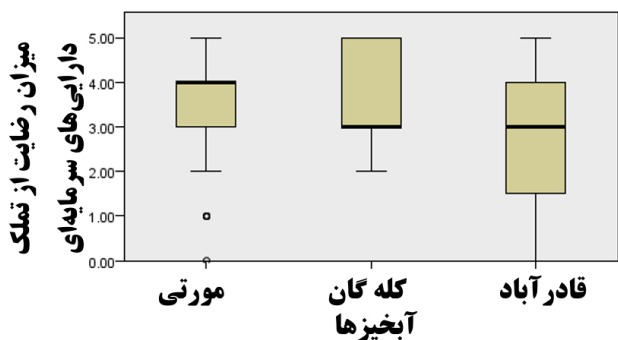 میزان رضایت از تملک
دارایی‌های سرمایه‌ای
5.00
4.00
3.00
2.00
1.00
0.00
مورتی
کله گان
قادرآباد
آبخیزها